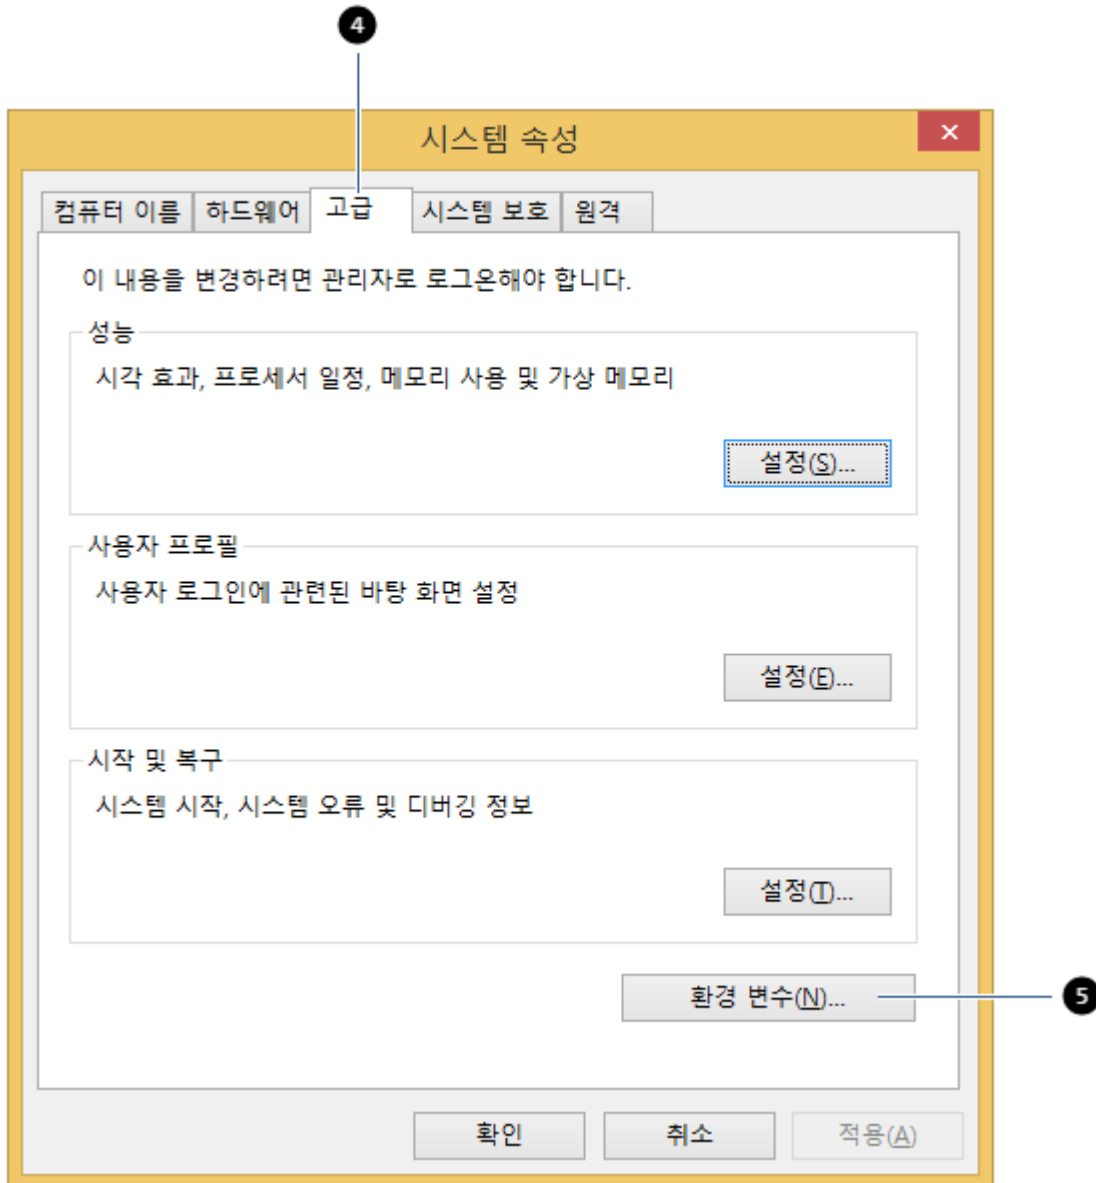 4
시스템 속성
컴퓨터 이름 하드웨어 고급 시스템 보호 원격
이 내용을 변경하려면 관리자로 로그온해야 합니다.
성능
시각 효과, 프로세서 일정, 메모리 사용 및 가상 메모리
설정(S)...
사용자 프로필
사용자 로그인에 관련된 바탕 화면 설정
설정(E)...
시작 및 복구
시스템 시작, 시스템 오류 및 디버깅 정보
설정(T)...
환경 변수(N)...
5
확인 취소 적용(A)